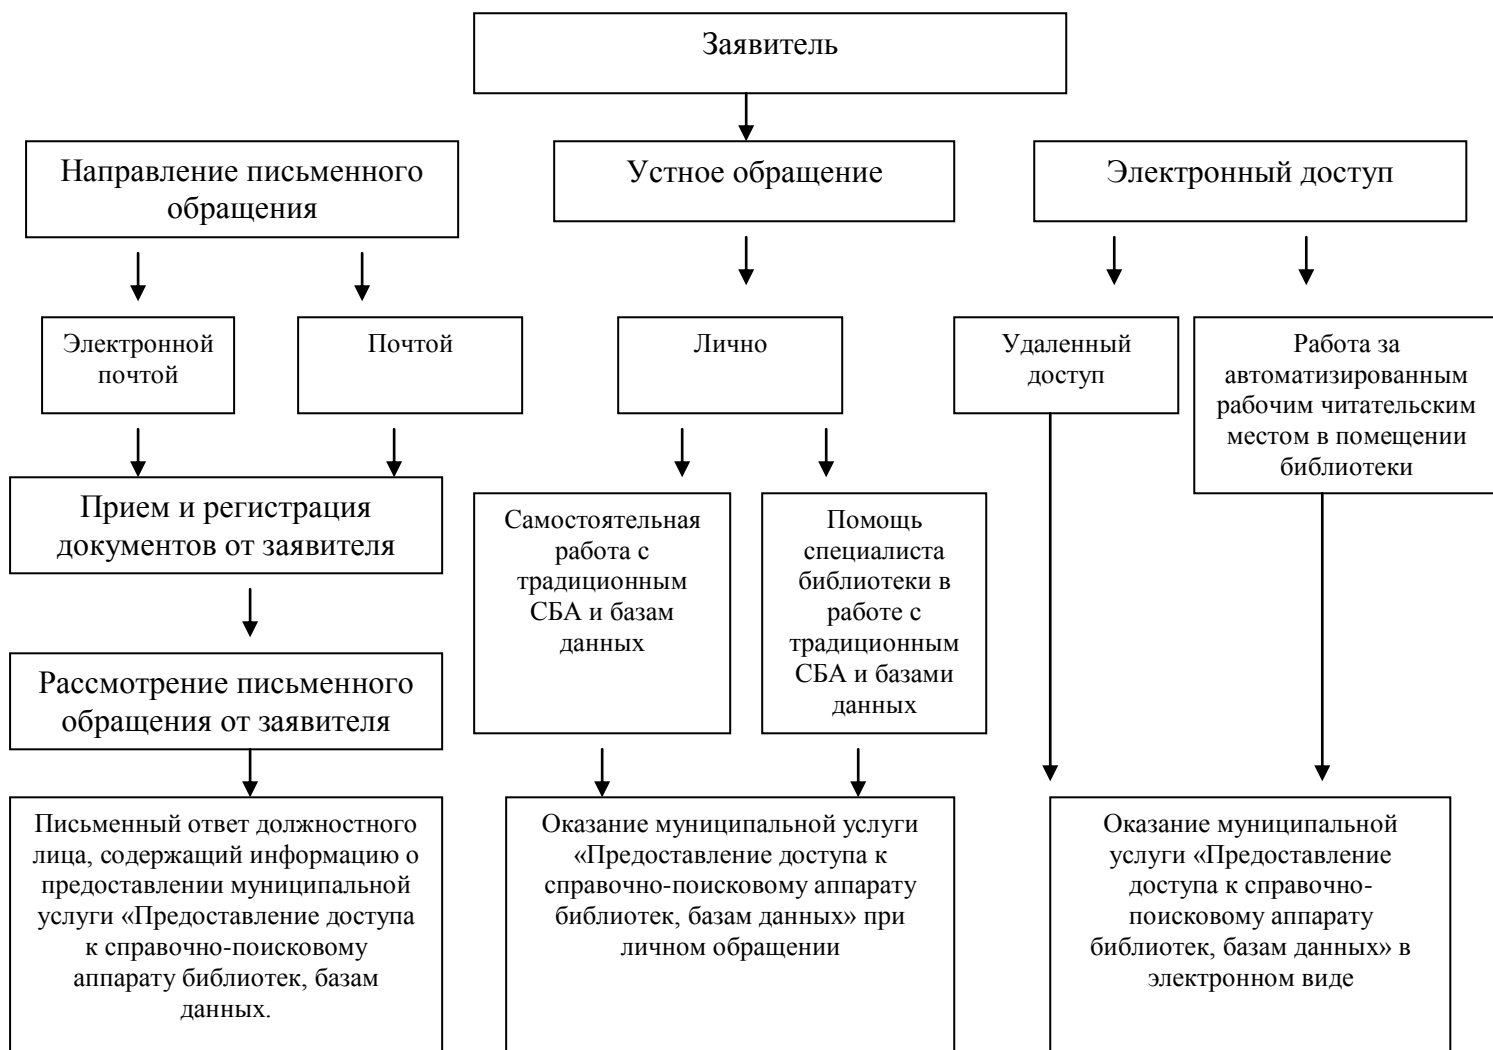 Заявитель
Направление письменного
обращения
Устное обращение
Электронный доступ
Электронной
почтой
Почтой
Лично
Удаленный
доступ
Работа за
автоматизированным
рабочим читательским
местом в помещении
библиотеки
Прием и регистрация
документов от заявителя
Самостоятельная
работа с
традиционным
СБА и базам
данных
Помощь
специалиста
библиотеки в
работе с
традиционным
СБА и базами
данных
Рассмотрение письменного
обращения от заявителя
Письменный ответ должностного
лица, содержащий информацию о
предоставлении муниципальной
услуги «Предоставление доступа
к справочно-поисковому
аппарату библиотек, базам
данных.
Оказание муниципальной услуги
«Предоставление доступа к
справочно-поисковому аппарату
библиотек, базам данных» при
личном обращении
Оказание муниципальной
услуги «Предоставление
доступа к справочно-
поисковому аппарату
библиотек, базам данных» в
электронном виде